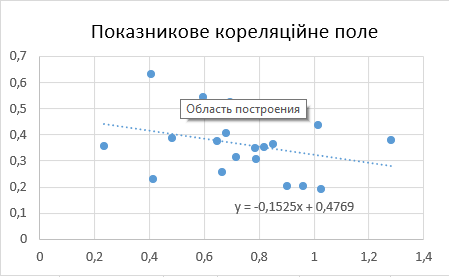 Показникове кореляційне поле
0,7
0,6
0,5
Область построения
0,4
0,3
0,2
y = -0,1525x + 0,4769
0,1
0
0 0,2 0,4 0,6 0,8 1 1,2 1,4